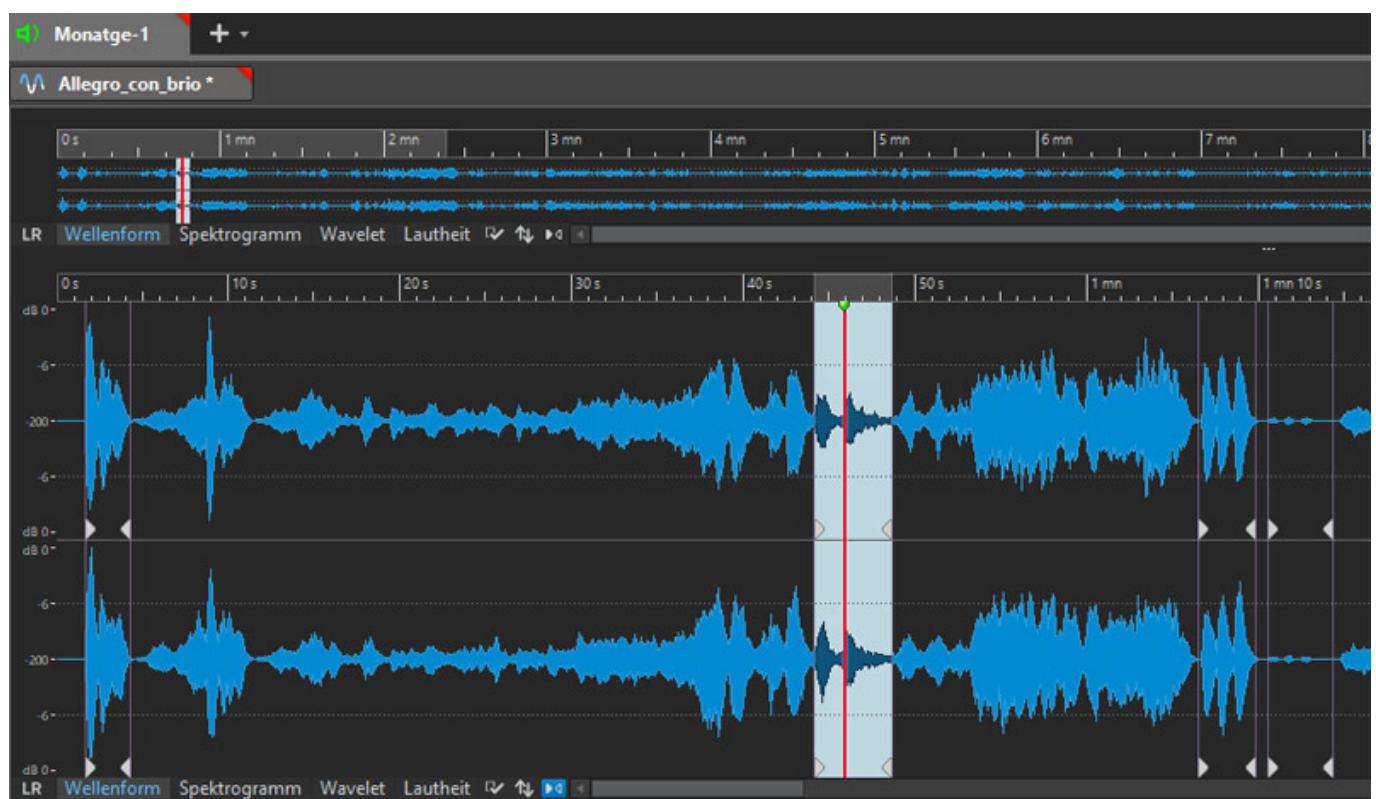 Monatge-1
Allegro_con_brio *
0 s 1 mn 2 mn 3 mn 4 mn 5 mn 6 mn 7 mn
LR Wellenform Spektrogramm Wavelet Lautheit
0 s 10 s 20 s 30 s 40 s 50 s 1 mn 1 mn 10 s
dB 0
-6
-200
-6
dB 0
dB 0
-6
-200
-6
dB 0
LR Wellenform Spektrogramm Wavelet Lautheit